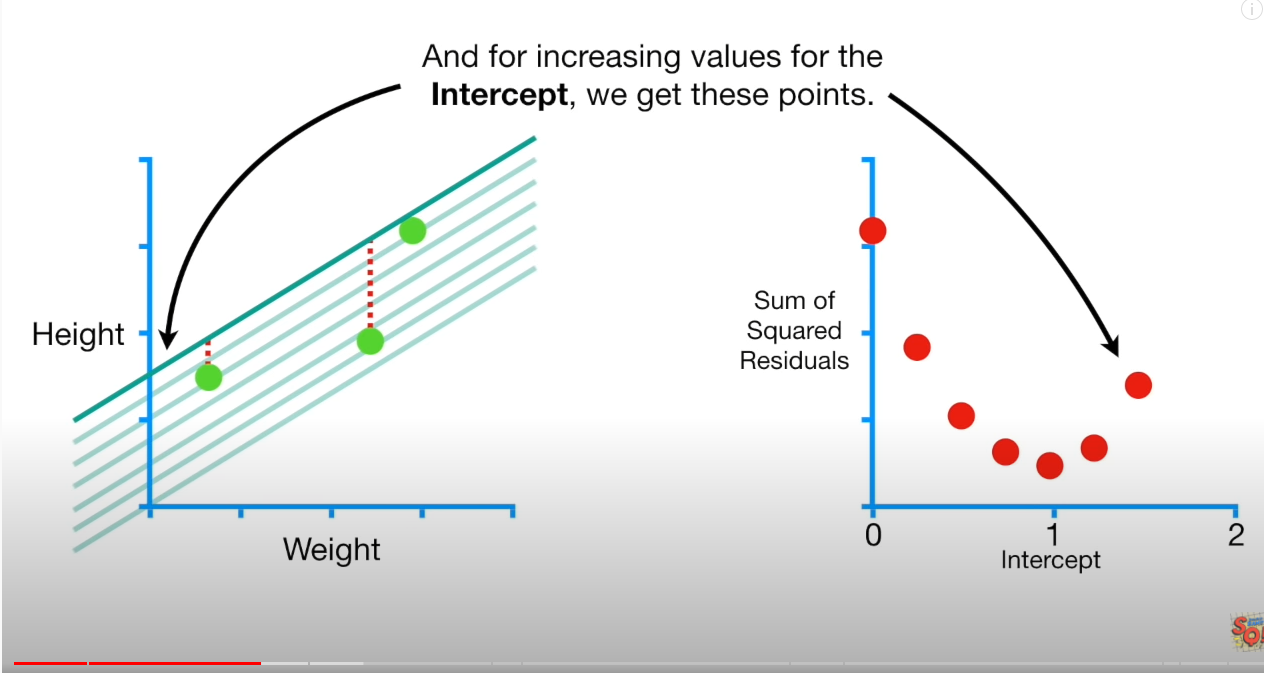 And for increasing values for the
Intercept, we get these points.
Height
Weight
Sum of
Squared
Residuals
0
1
2
Intercept